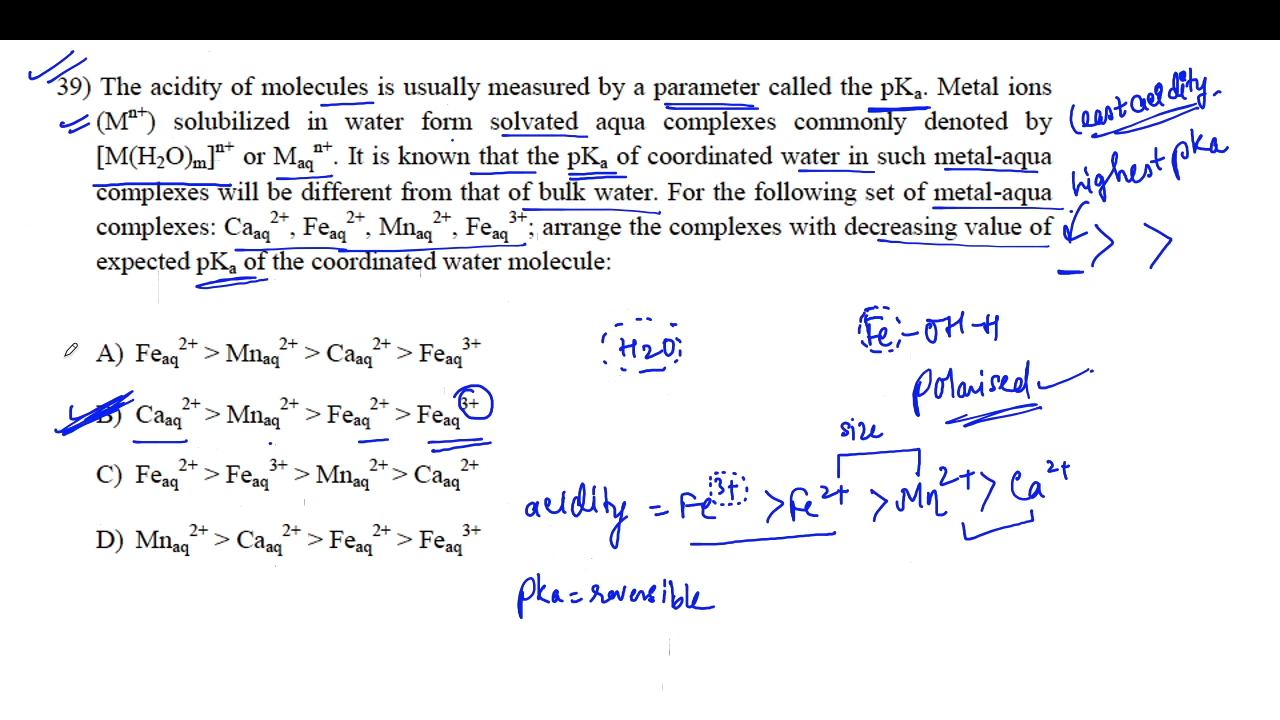 39) The acidity of molecules is usually measured by a parameter called the pKa. Metal ions
(Mⁿ⁺) solubilized in water form solvated aqua complexes commonly denoted by
[M(H₂O)ₘ]ⁿ⁺ or Maqⁿ⁺. It is known that the pKa of coordinated water in such metal-aqua
complexes will be different from that of bulk water. For the following set of metal-aqua
complexes: Caaq²⁺, Feaq²⁺, Mnaq²⁺, Feaq³⁺; arrange the complexes with decreasing value of
expected pKa of the coordinated water molecule:
least acidity.
highest pka
> >
A) Feaq²⁺ > Mnaq²⁺ > Caaq²⁺ > Feaq³⁺
B) Caaq²⁺ > Mnaq²⁺ > Feaq²⁺ > Feaq³⁺
C) Feaq²⁺ > Feaq³⁺ > Mnaq²⁺ > Caaq²⁺
D) Mnaq²⁺ > Caaq²⁺ > Feaq²⁺ > Feaq³⁺
H2O
Fe-OH-H
Polarised
size
acidity = Fe³⁺ > Fe²⁺ > Mn²⁺ > Ca²⁺
pka = reversible